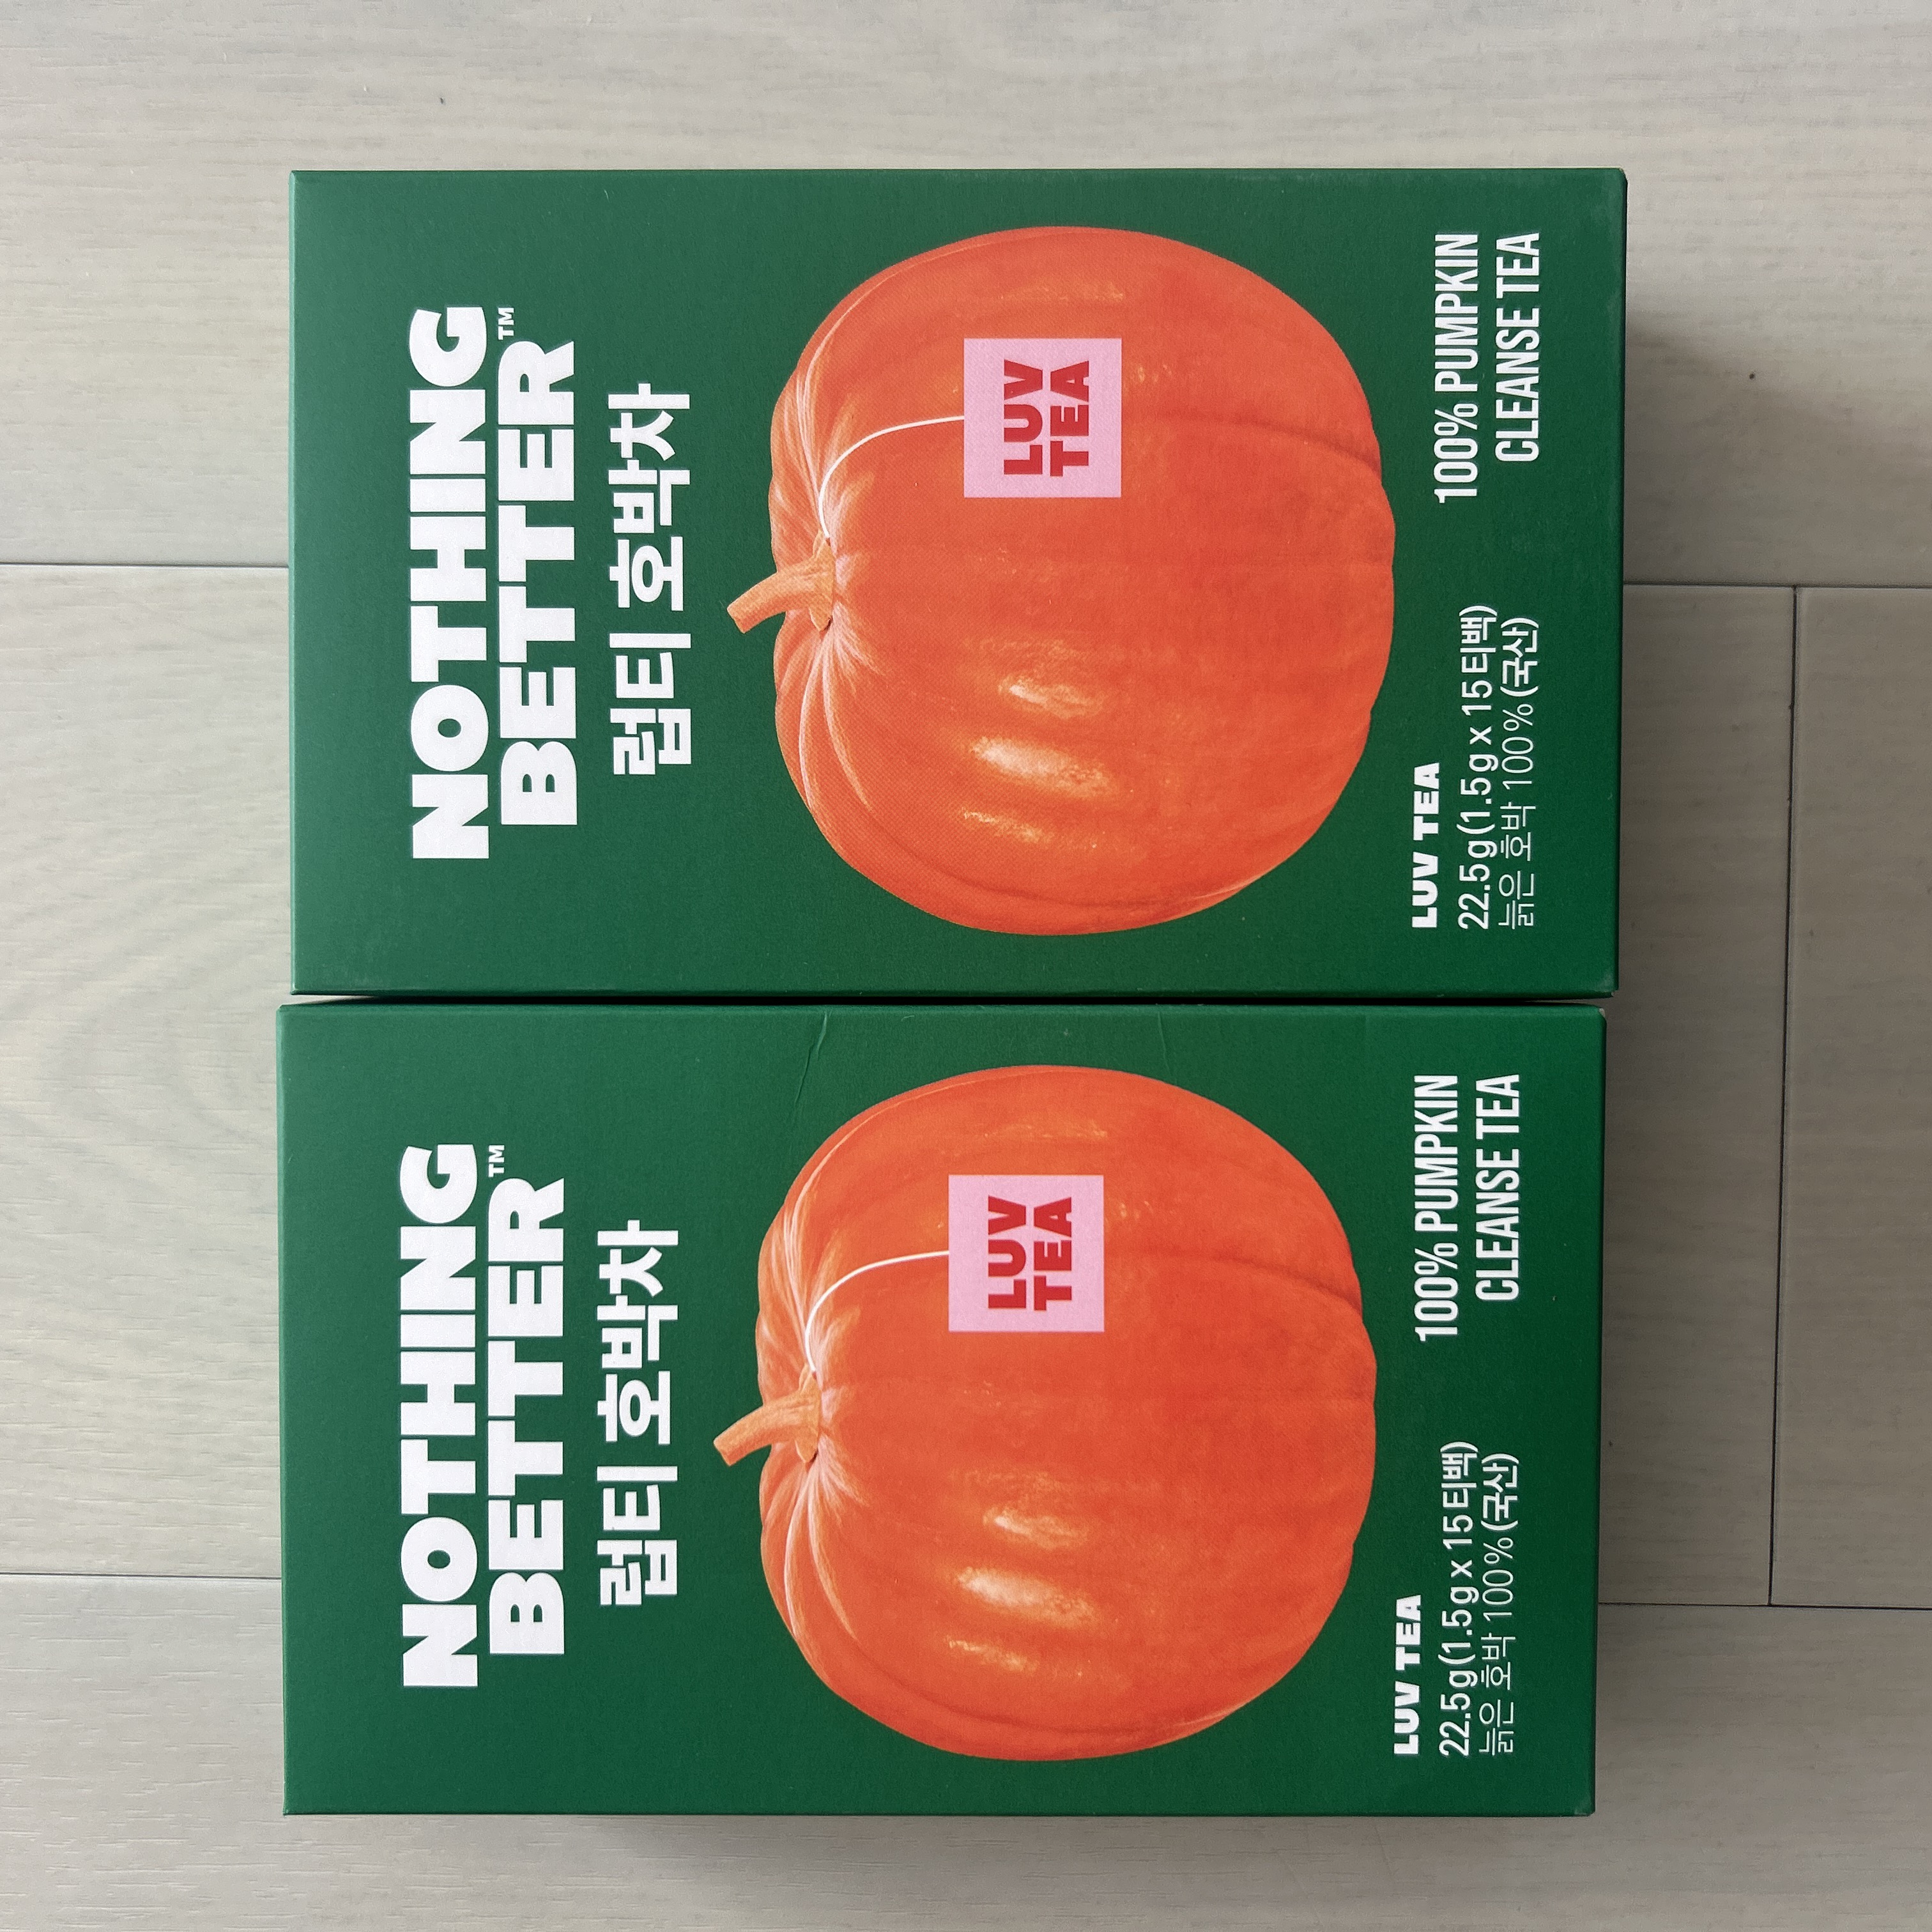 NOTHING
BETTER™
럽티 호박차
LUV
TEA
LUV TEA
22.5g(1.5g x 15티백)
늙은 호박 100% (국산)
100% PUMPKIN
CLEANSE TEA
NOTHING
BETTER™
럽티 호박차
LUV
TEA
LUV TEA
22.5g(1.5g x 15티백)
늙은 호박 100% (국산)
100% PUMPKIN
CLEANSE TEA